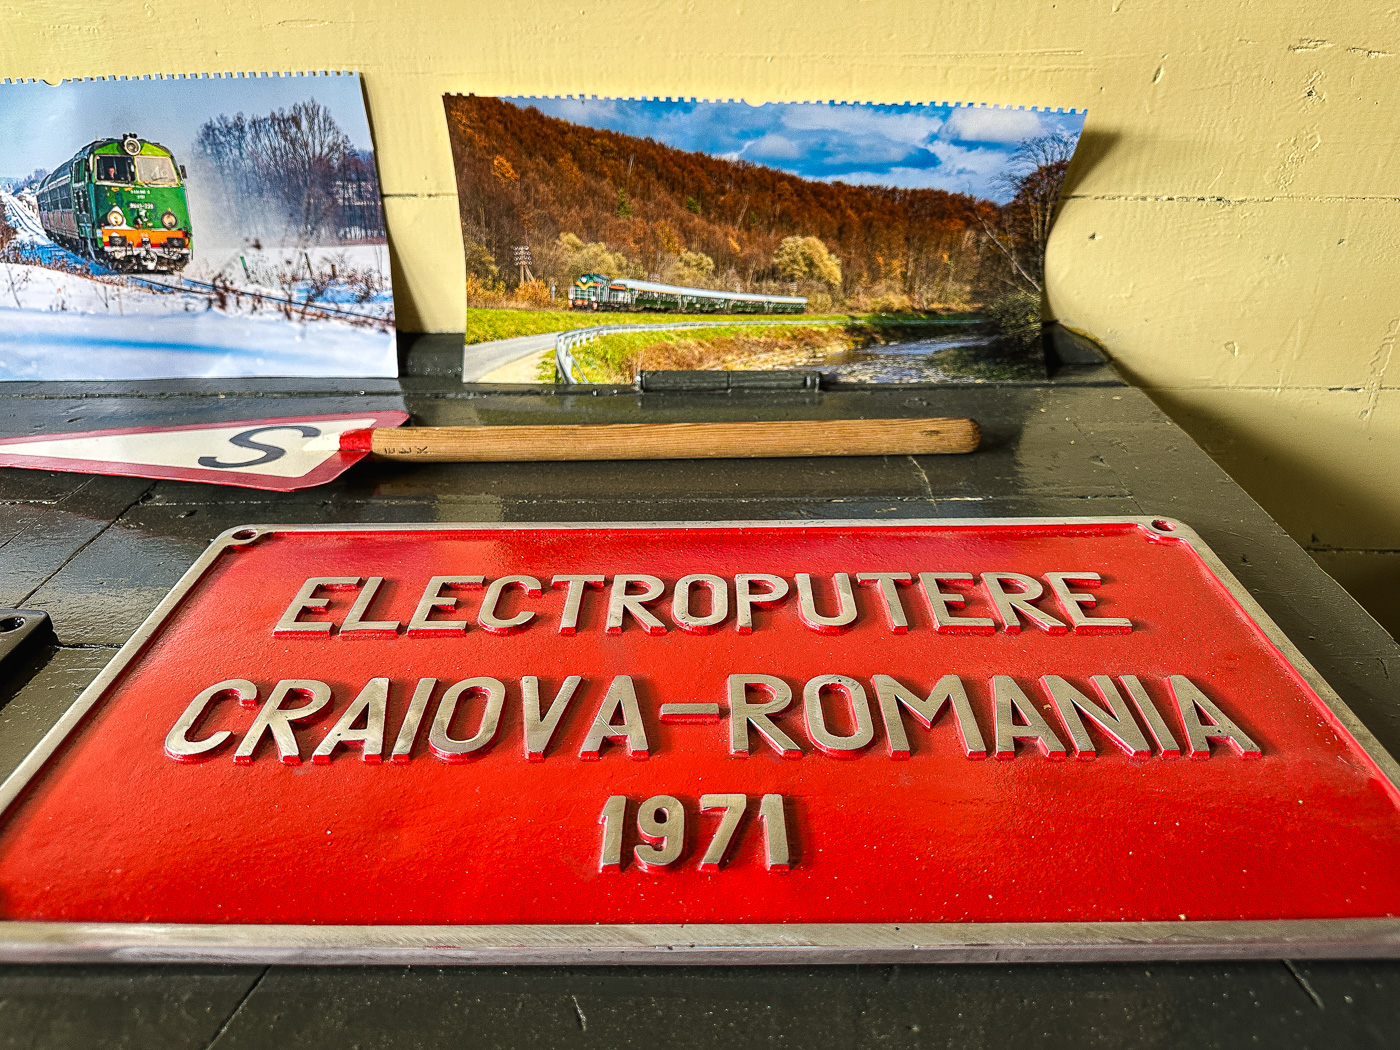 S
ELECTROPUTERE
CRAIOVA–ROMANIA
1971